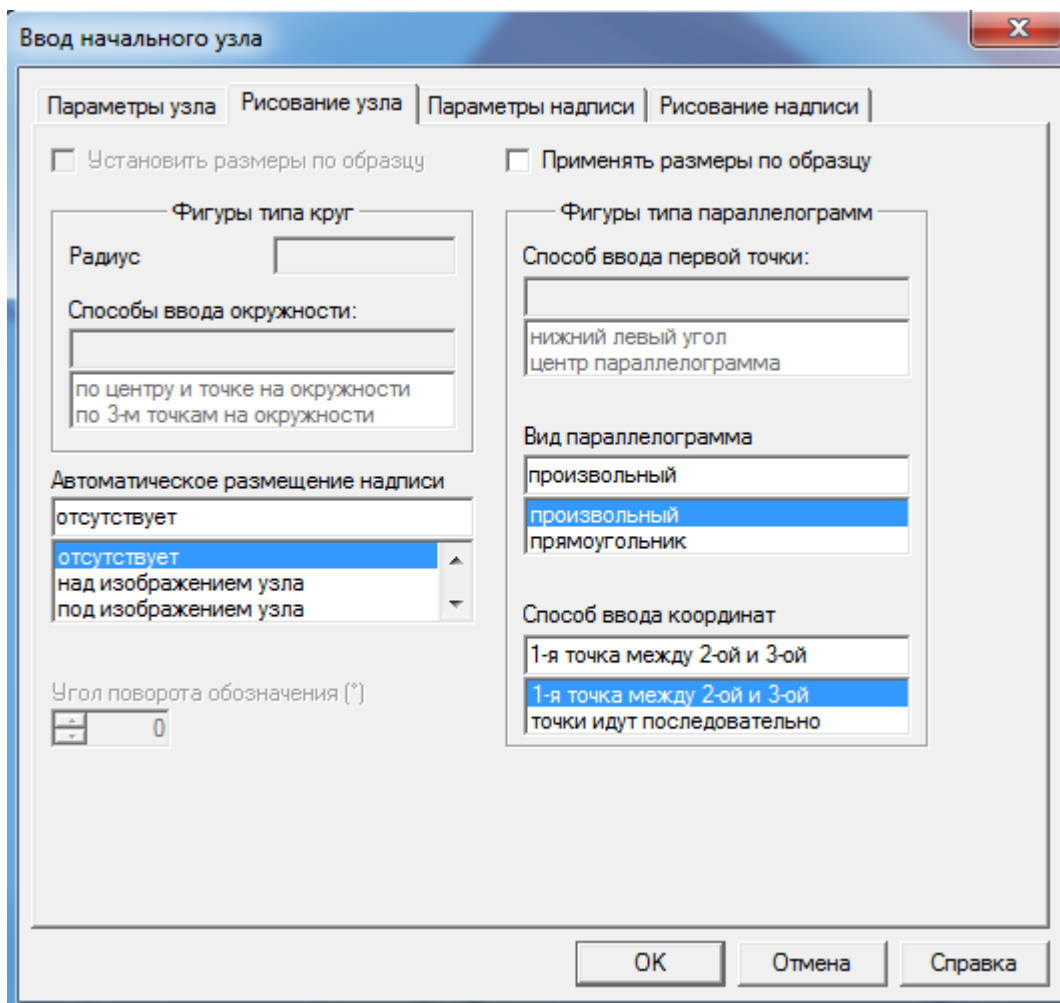 Ввод начального узла
Параметры узла
Рисование узла
Параметры надписи
Рисование надписи
Установить размеры по образцу
Применять размеры по образцу
Фигуры типа круг
Радиус
Способы ввода окружности:
по центру и точке на окружности
по 3-м точкам на окружности
Автоматическое размещение надписи
отсутствует
отсутствует
над изображением узла
под изображением узла
Угол поворота обозначения (°)
0
Фигуры типа параллелограмм
Способ ввода первой точки:
нижний левый угол
центр параллелограмма
Вид параллелограмма
произвольный
произвольный
прямоугольник
Способ ввода координат
1-я точка между 2-ой и 3-ой
1-я точка между 2-ой и 3-ой
точки идут последовательно
OK
Отмена
Справка